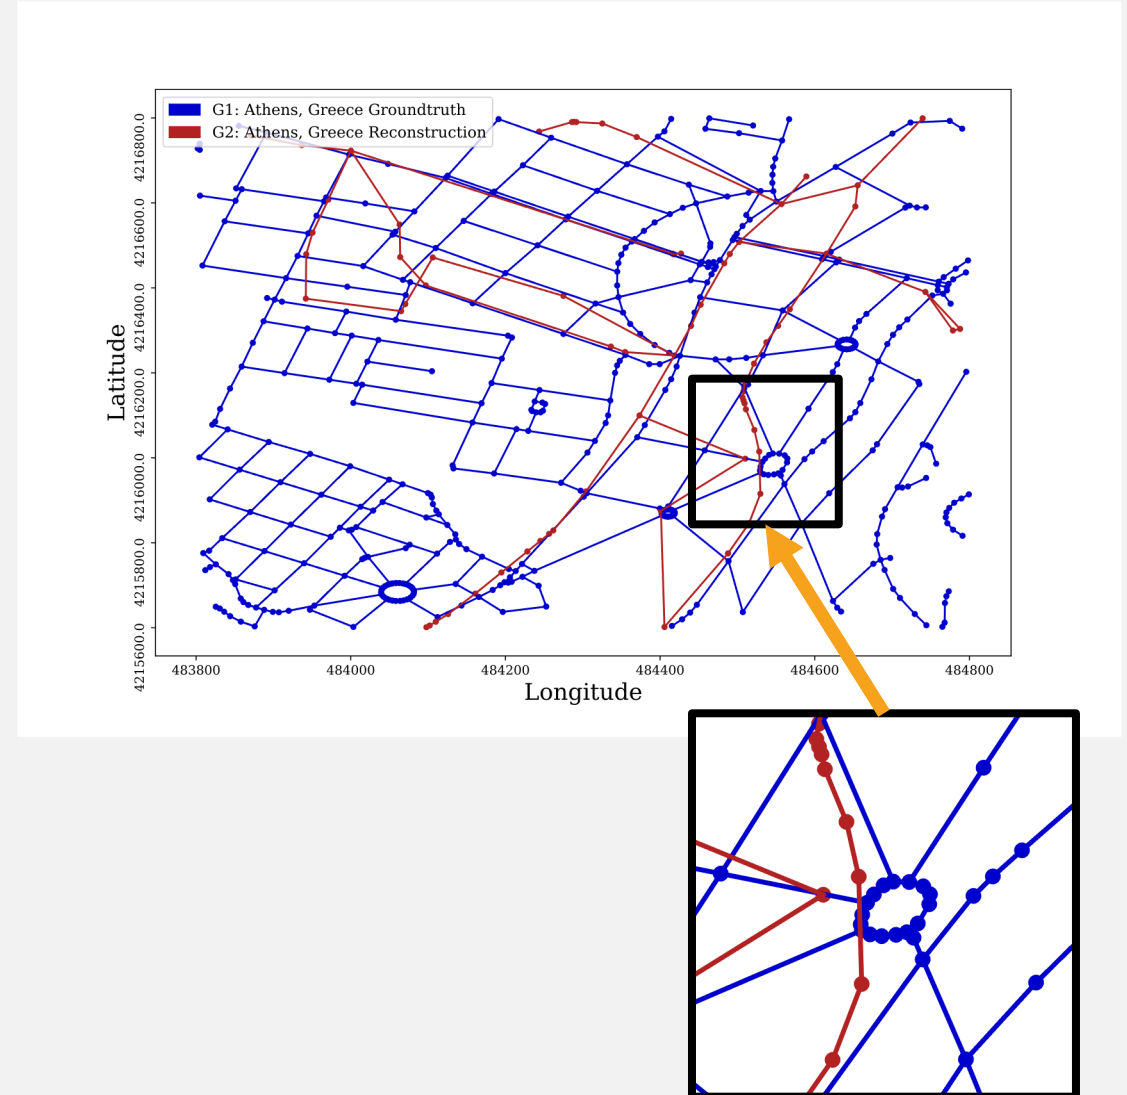 G1: Athens, Greece Groundtruth
G2: Athens, Greece Reconstruction
Latitude
4216800.0
4216600.0
4216400.0
4216200.0
4216000.0
4215800.0
4215600.0
483800 484000 484200 484400 484600 484800
Longitude